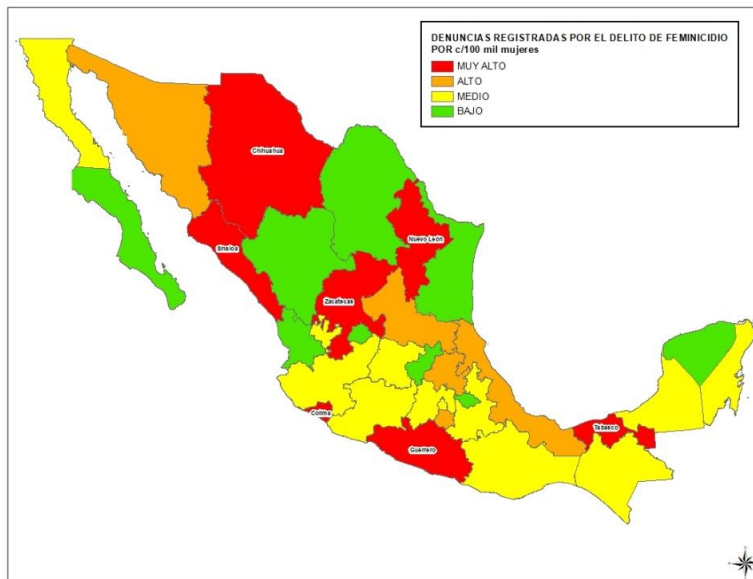 DENUNCIAS REGISTRADAS POR EL DELITO DE FEMINICIDIO
POR c/100 mil mujeres
MUY ALTO
ALTO
MEDIO
BAJO
Chihuahua
Nuevo León
Sinaloa
Zacatecas
Colima
Guerrero
Tabasco